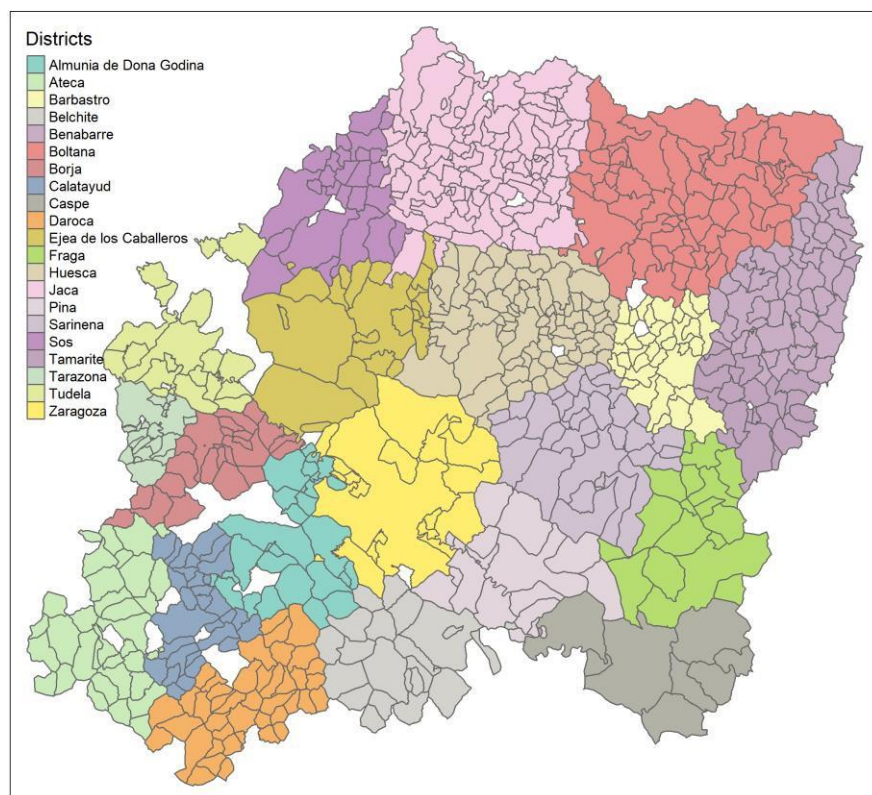 Districts
Almunia de Dona Godina
Ateca
Barbastro
Belchite
Benabarre
Boltana
Borja
Calatayud
Caspe
Daroca
Ejea de los Caballeros
Fraga
Huesca
Jaca
Pina
Sarinena
Sos
Tamarite
Tarazona
Tudela
Zaragoza